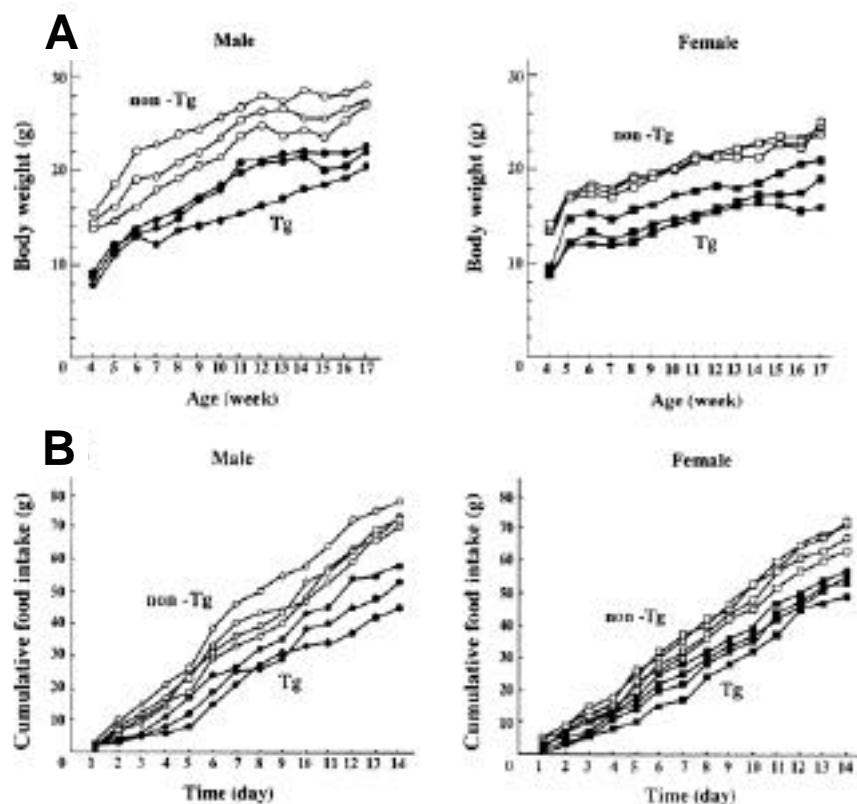 A
Male
Female
Body weight (g)
30
20
10
0
non -Tg
Tg
4 5 6 7 8 9 10 11 12 13 14 15 16 17
Age (week)
Body weight (g)
30
20
10
0
non -Tg
Tg
4 5 6 7 8 9 10 11 12 13 14 15 16 17
Age (week)
B
Male
Female
Cumulative food intake (g)
80
70
60
50
40
30
20
10
0
non -Tg
Tg
1 2 3 4 5 6 7 8 9 10 11 12 13 14
Time (day)
Cumulative food intake (g)
80
70
60
50
40
30
20
10
0
non -Tg
Tg
1 2 3 4 5 6 7 8 9 10 11 12 13 14
Time (day)